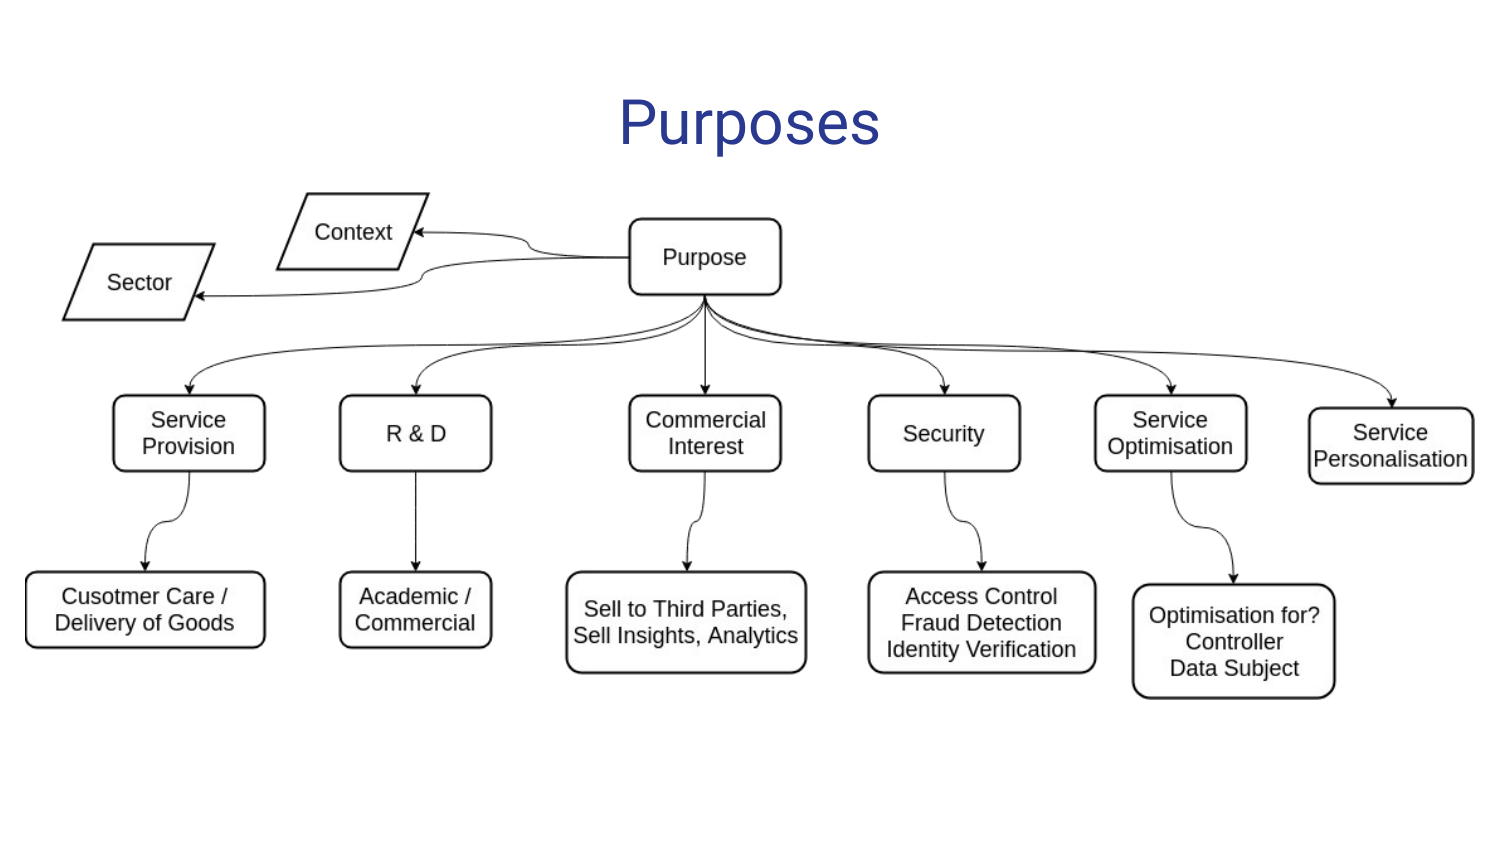 Purposes
Context
Sector
Purpose
Service
Provision
R & D
Commercial
Interest
Security
Service
Optimisation
Service
Personalisation
Cusotmer Care /
Delivery of Goods
Academic /
Commercial
Sell to Third Parties,
Sell Insights, Analytics
Access Control
Fraud Detection
Identity Verification
Optimisation for?
Controller
Data Subject